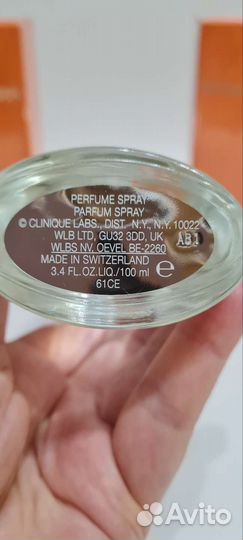 PERFUME SPRAY
PARFUM SPRAY
© CLINIQUE LABS., DIST. N.Y., N.Y. 10022
WLB LTD, GU32 3DD, UK
WLBS NV. OEVEL BE-2260
AB1
MADE IN SWITZERLAND
3.4 FL.OZ.LIQ./100 ml ℮
61CE
Avito